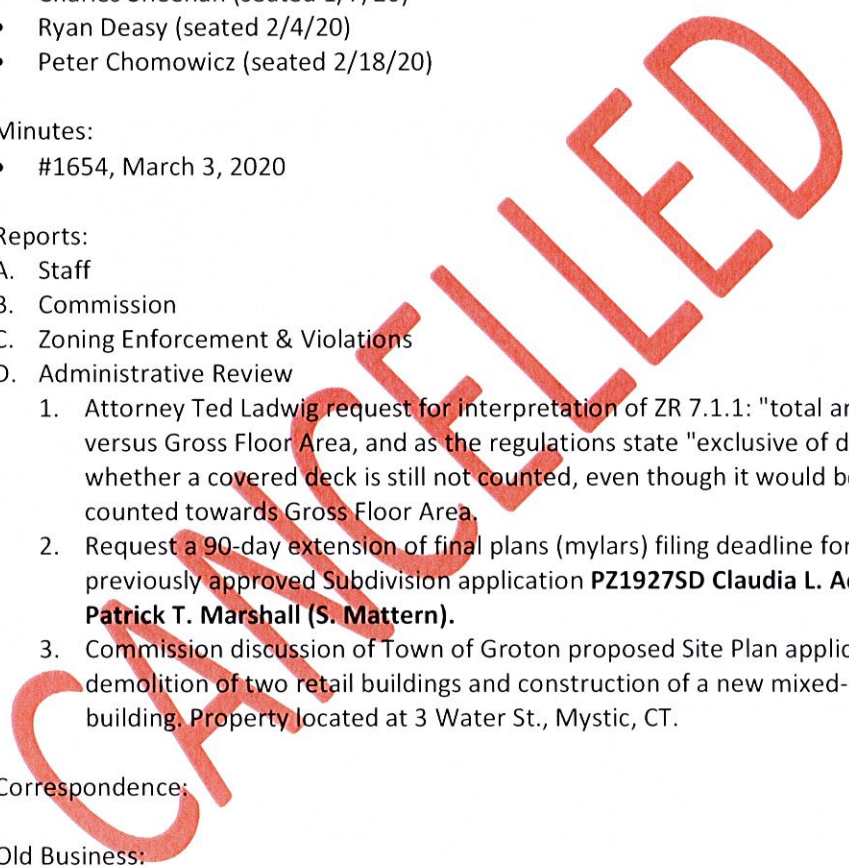 Ryan Deasy (seated 2/4/20)
• Peter Chomowicz (seated 2/18/20)
Minutes:
• #1654, March 3, 2020
Reports:
A. Staff
B. Commission
C. Zoning Enforcement & Violations
D. Administrative Review
1. Attorney Ted Ladwig request for interpretation of ZR 7.1.1: "total
versus Gross Floor Area, and as the regulations state "exclusive of
whether a covered deck is still not counted, even though it would
counted towards Gross Floor Area.
2. Request a 90-day extension of final plans (mylars) filing deadline for
previously approved Subdivision application PZ1927SD Claudia L.
Patrick T. Marshall (S. Mattern).
3. Commission discussion of Town of Groton proposed Site Plan
demolition of two retail buildings and construction of a new mixed-
building. Property located at 3 Water St., Mystic, CT.
Correspondence:
Old Business:
CANCELLED